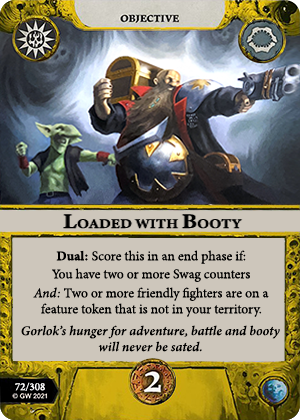 OBJECTIVE
LOADED WITH BOOTY
Dual: Score this in an end phase if:
You have two or more Swag counters
And: Two or more friendly fighters are on a
feature token that is not in your territory.
Gorlok's hunger for adventure, battle and booty
will never be sated.
72/308
© GW 2021
2